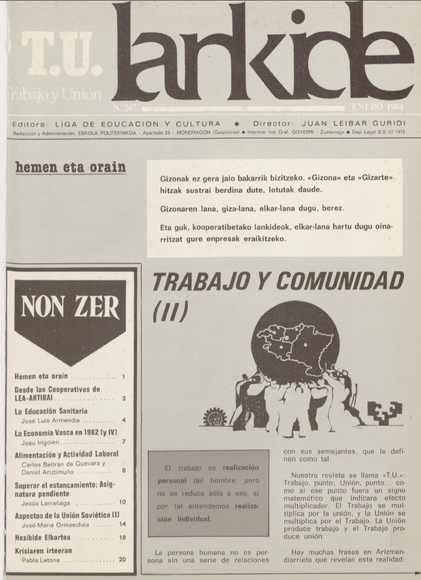 T.U.
lankide
Trabajo y Unión
ENERO 1984
Editora: LIGA DE EDUCACION Y CULTURA ● Director: JUAN LEIBAR GURIDI
Redacción y Administración: ESKOLA POLITEKNIKOA - Apartado 23 - MONDRAGON (Guipúzcoa) ● Imprime: Ind. Gráf. GOYERRI - Zumarraga ● Dep. Legal S.S.
hemen eta orain
Gizonak ez gera jaio bakarrik bizitzeko. «Gizona» eta «Gizarte»
hitzak sustrai berdina dute, lotutak daude.
Gizonaren lana, giza-lana, elkar-lana dugu, berez.
Eta guk, kooperatibetako lankideok, elkar-lana hartu dugu oina-
rritzat gure enpresak eraikitzeko.
NON ZER
Hemen eta orain ........... 1
Desde las Cooperativas de
LEA-ARTIBAI ............. 3
La Educación Sanitaria
José Luis Armendia ........ 4
La Economía Vasca en 1982 (y IV)
Josu Irigoien ............ 7
Alimentación y Actividad Laboral
Carlos Beltrán de Guevara y
Daniel Anztimuño ........ 8
Superar el estancamiento: Asig-
natura pendiente
Jesús Larrañaga .......... 10
Aspectos de la Unión Soviética (I)
José María Ormaechea ..... 14
Hezibide Elkartea ......... 18
Krisiaren irteeran
Pablo Letona ............ 20
TRABAJO Y COMUNIDAD
(II)
El trabajo es realización
personal del hombre, pero
no se reduce sólo a eso, si
por tal entendemos realiza-
ción individual.
La persona humana no es per-
sona sin una serie de relaciones
con sus semejantes, que le defi-
nen como tal.
Nuestra revista se llama «T.U.»:
Trabajo, punto; Unión, punto... co-
mo si ese punto fuera un signo
matemático que indicara efecto
multiplicador. El Trabajo se mul-
tiplica por la unión, y la Unión se
multiplica por el Trabajo. La Unión
produce trabajo y el Trabajo pro-
duce unión.
Hay muchas frases en Arizmen-
diarrieta que revelan esta realidad: